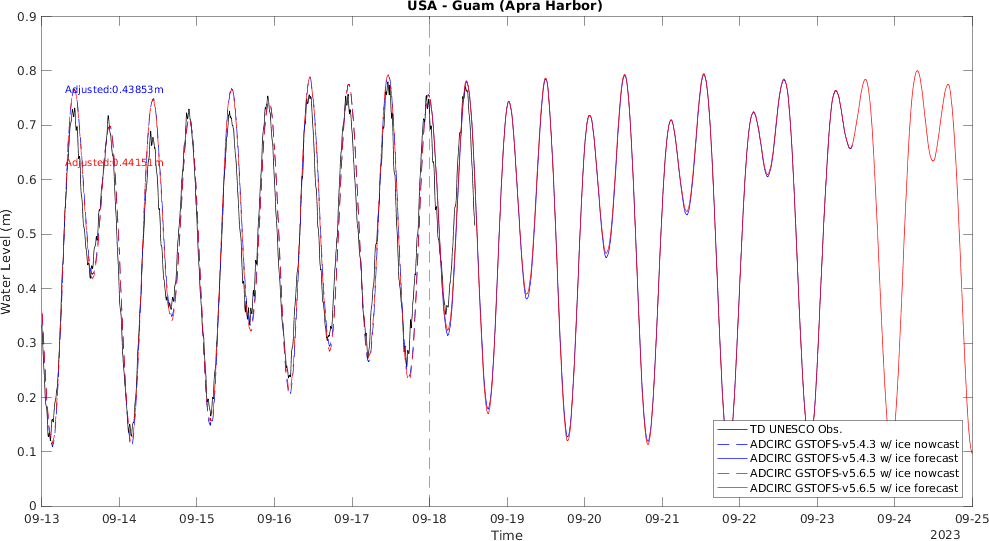 USA - Guam (Apra Harbor)
0.9
0.8
0.7
0.6
0.5
0.4
0.3
0.2
0.1
0
Water Level (m)
Adjusted:0.43853m
Adjusted:0.44151m
TD UNESCO Obs.
ADCIRC GSTOFS-v5.4.3 w/ ice nowcast
ADCIRC GSTOFS-v5.4.3 w/ ice forecast
ADCIRC GSTOFS-v5.6.5 w/ ice nowcast
ADCIRC GSTOFS-v5.6.5 w/ ice forecast
09-13 09-14 09-15 09-16 09-17 09-18 09-19 09-20 09-21 09-22 09-23 09-24 09-25
Time
2023